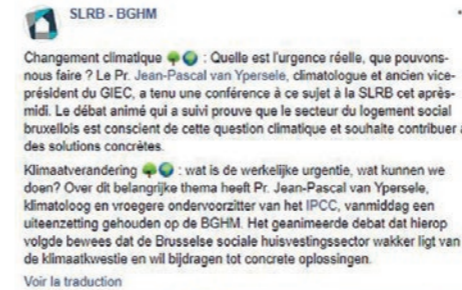 SLRB - BGHM
Changement climatique 🌳🌍 : Quelle est l'urgence réelle, que pouvons-
nous faire ? Le Pr. Jean-Pascal van Ypersele, climatologue et ancien vice-
président du GIEC, a tenu une conférence à ce sujet à la SLRB cet après-
midi. Le débat animé qui a suivi prouve que le secteur du logement social
bruxellois est conscient de cette question climatique et souhaite contribuer à
des solutions concrètes.
Klimaatverandering 🌳🌍 : wat is de werkelijke urgentie, wat kunnen we
doen? Over dit belangrijke thema heeft Pr. Jean-Pascal van Ypersele,
klimatoloog en vroegere ondervoorzitter van het IPCC, vanmiddag een
uiteenzetting gehouden op de BGHM. Het geanimeerde debat dat hierop
volgde bewees dat de Brusselse sociale huisvestingssector wakker ligt van
de klimaatkwestie en wil bijdragen tot concrete oplossingen.
Voir la traduction